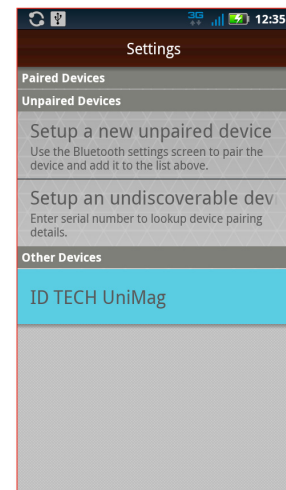 3G 12:35
Settings
Paired Devices
Unpaired Devices
Setup a new unpaired device
Use the Bluetooth settings screen to pair the
device and add it to the list above.
Setup an undiscoverable devi
Enter serial number to lookup device pairing
details.
Other Devices
ID TECH UniMag